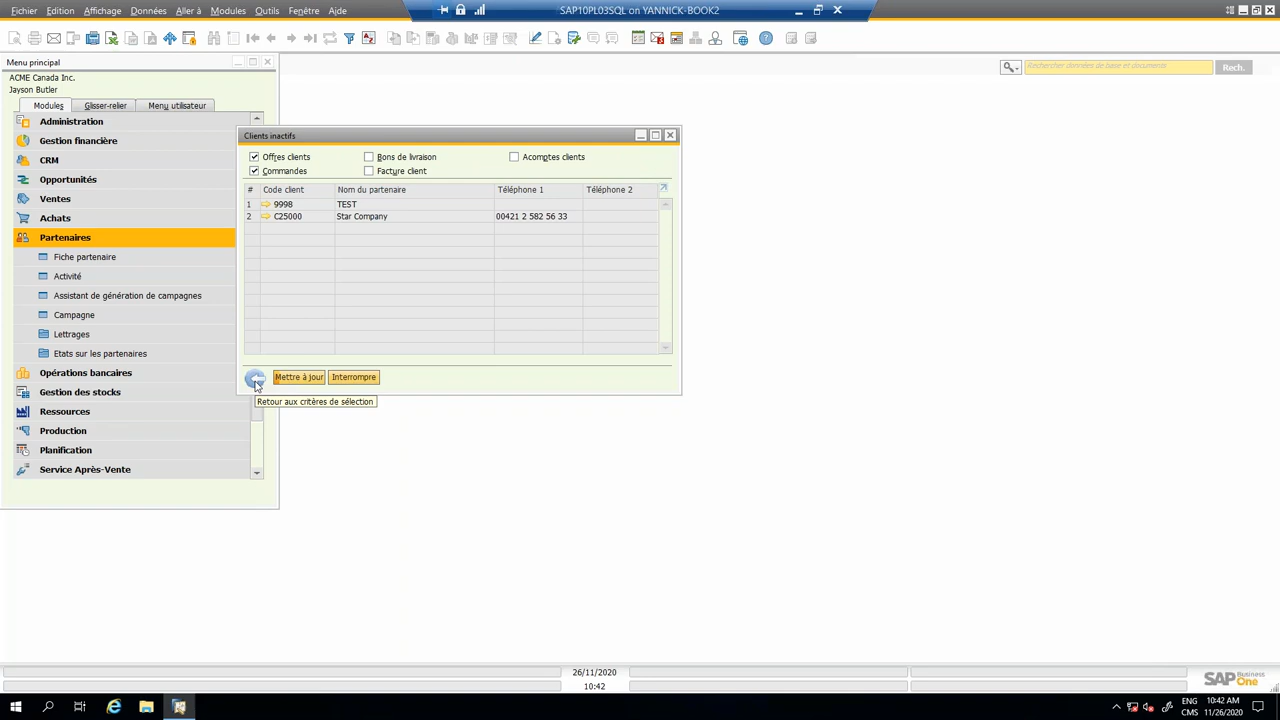 SAP10PL03SQL on YANNICK-BOOK2
Fichier Edition Affichage Données Aller à Modules Outils Fenêtre Aide
Menu principal
Rechercher données de base et documents
Rech.
ACME Canada Inc.
Jayson Butler
Modules Glisser-relier Menu utilisateur
Administration
Gestion financière
CRM
Opportunités
Ventes
Achats
Partenaires
Fiche partenaire
Activité
Assistant de génération de campagnes
Campagne
Lettrages
Etats sur les partenaires
Opérations bancaires
Gestion des stocks
Ressources
Production
Planification
Service Après-Vente
Clients inactifs
Offres clients Bons de livraison Acomptes clients
Commandes Facture client
# Code client Nom du partenaire Téléphone 1 Téléphone 2
1 9998 TEST
2 C25000 Star Company 00421 2 582 56 33
Mettre à jour Interrompre
Retour aux critères de sélection
26/11/2020
10:42
SAP Business One
ENG 10:42 AM
CMS 11/26/2020